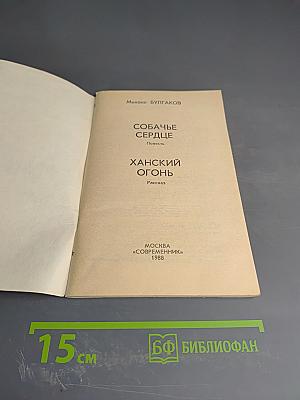 Михаил БУЛГАКОВ
СОБАЧЬЕ
СЕРДЦЕ
Повесть
ХАНСКИЙ
ОГОНЬ
Рассказ
МОСКВА
«СОВРЕМЕННИК»
1988
15 см
БФ БИБЛИОФАН